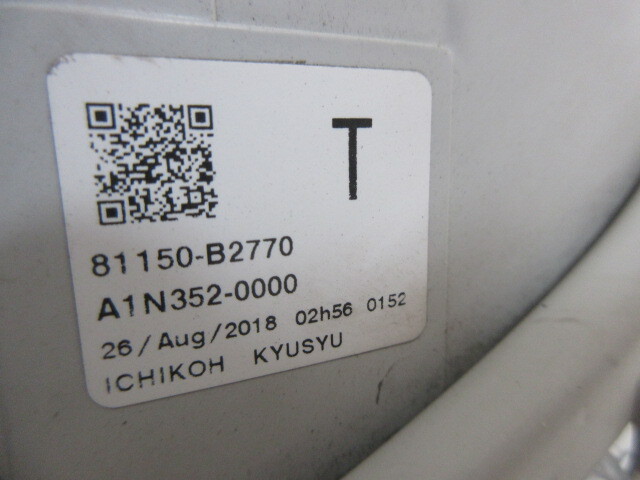 T
81150-B2770
A1N352-0000
26/Aug/2018 02h56 0152
ICHIKOH KYUSYU